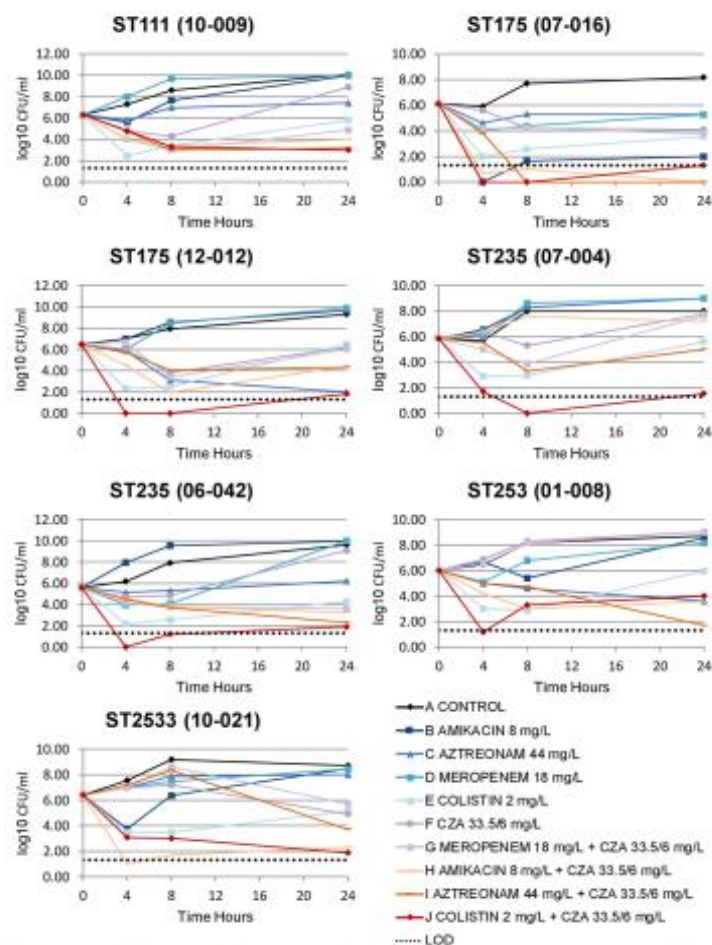 ST111 (10-009)
log10 CFU/ml
12.00
10.00
8.00
6.00
4.00
2.00
0.00
0 4 8 12 16 20 24
Time Hours
ST175 (07-016)
log10 CFU/ml
10.00
8.00
6.00
4.00
2.00
0.00
0 4 8 12 16 20 24
Time Hours
ST175 (12-012)
log10 CFU/ml
12.00
10.00
8.00
6.00
4.00
2.00
0.00
0 4 8 12 16 20 24
Time Hours
ST235 (07-004)
log10 CFU/ml
10.00
8.00
6.00
4.00
2.00
0.00
0 4 8 12 16 20 24
Time Hours
ST235 (06-042)
log10 CFU/ml
12.00
10.00
8.00
6.00
4.00
2.00
0.00
0 4 8 12 16 20 24
Time Hours
ST253 (01-008)
log10 CFU/ml
10.00
8.00
6.00
4.00
2.00
0.00
0 4 8 12 16 20 24
Time Hours
ST2533 (10-021)
log10 CFU/ml
10.00
8.00
6.00
4.00
2.00
0.00
0 4 8 12 16 20 24
Time Hours
A CONTROL
B AMIKACIN 8 mg/L
C AZTREONAM 44 mg/L
D MEROPENEM 18 mg/L
E COLISTIN 2 mg/L
F CZA 33.5/6 mg/L
G MEROPENEM 18 mg/L + CZA 33.5/6 mg/L
H AMIKACIN 8 mg/L + CZA 33.5/6 mg/L
I AZTREONAM 44 mg/L + CZA 33.5/6 mg/L
J COLISTIN 2 mg/L + CZA 33.5/6 mg/L
LOD